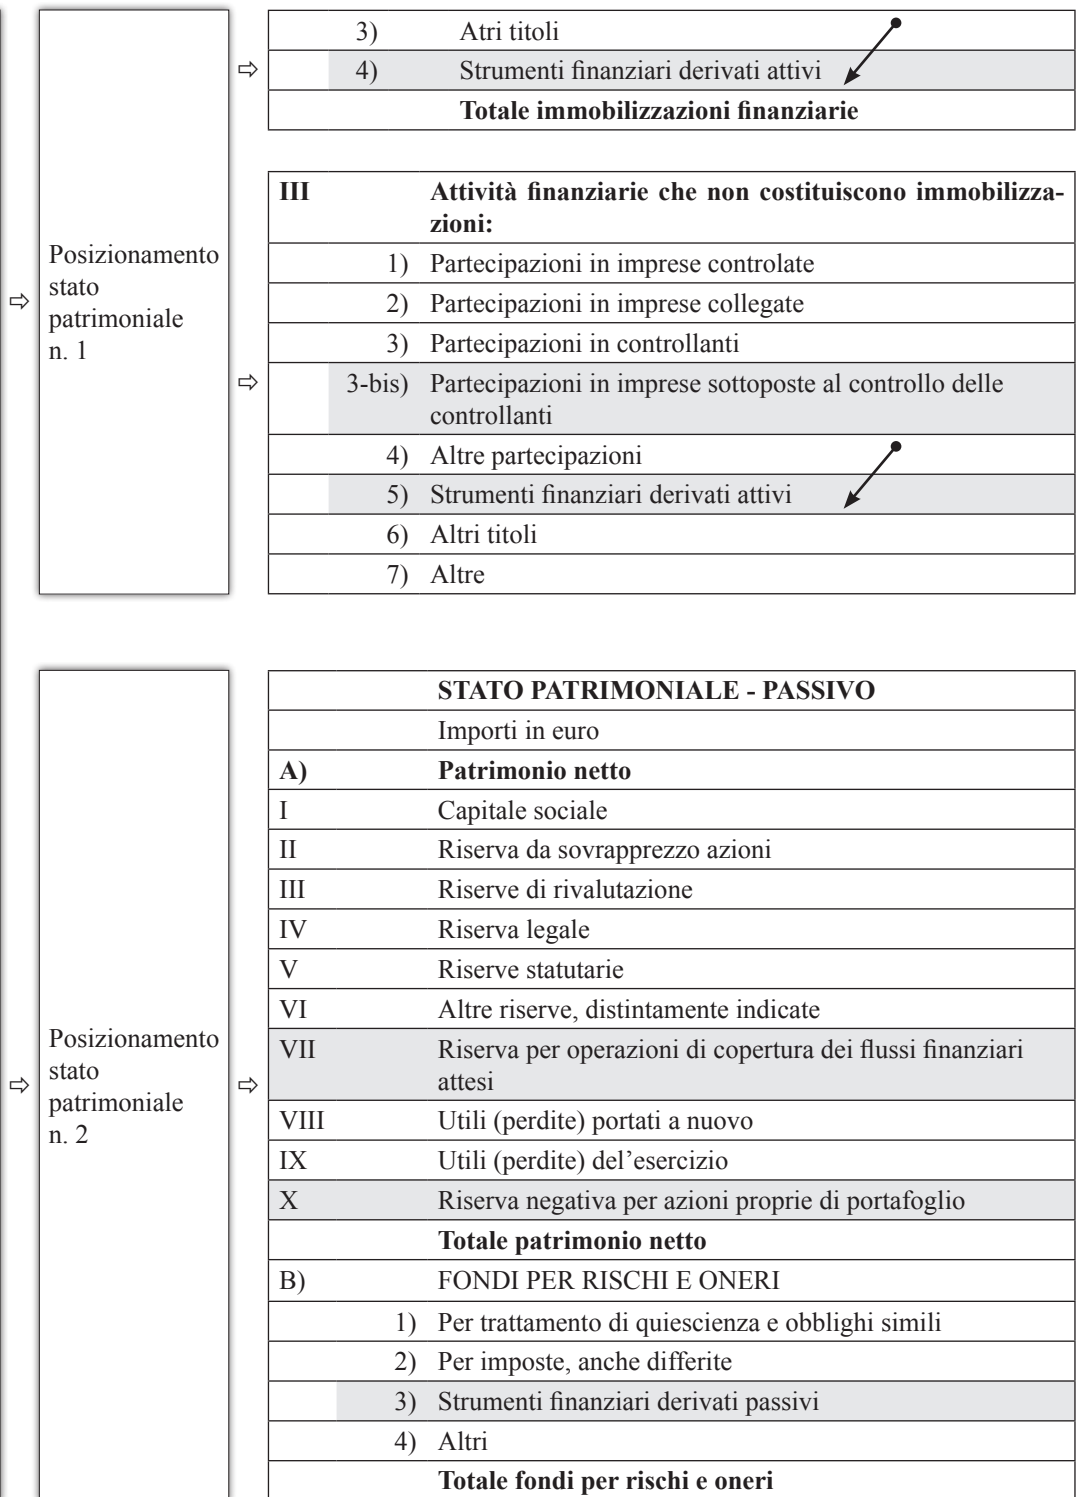 3) Atri titoli
4) Strumenti finanziari derivati attivi
Totale immobilizzazioni finanziarie
Posizionamento
stato
patrimoniale
n. 1
III Attività finanziarie che non costituiscono immobilizza-
zioni:
1) Partecipazioni in imprese controlate
2) Partecipazioni in imprese collegate
3) Partecipazioni in controllanti
3-bis) Partecipazioni in imprese sottoposte al controllo delle
controllanti
4) Altre partecipazioni
5) Strumenti finanziari derivati attivi
6) Altri titoli
7) Altre
Posizionamento
stato
patrimoniale
n. 2
STATO PATRIMONIALE - PASSIVO
Importi in euro
A) Patrimonio netto
I Capitale sociale
II Riserva da sovrapprezzo azioni
III Riserve di rivalutazione
IV Riserva legale
V Riserve statutarie
VI Altre riserve, distintamente indicate
VII Riserva per operazioni di copertura dei flussi finanziari
attesi
VIII Utili (perdite) portati a nuovo
IX Utili (perdite) del’esercizio
X Riserva negativa per azioni proprie di portafoglio
Totale patrimonio netto
B) FONDI PER RISCHI E ONERI
1) Per trattamento di quiescienza e obblighi simili
2) Per imposte, anche differite
3) Strumenti finanziari derivati passivi
4) Altri
Totale fondi per rischi e oneri